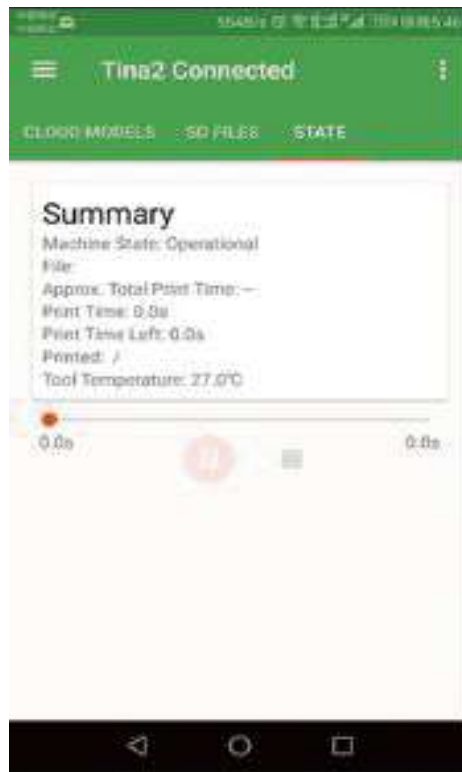 Tina2 Connected
CLOUD MODELS SD FILES STATE
Summary
Machine State: Operational
File:
Approx. Total Print Time: --
Print Time: 0.0s
Print Time Left: 0.0s
Printed: /
Tool Temperature: 27.0°C
0.0s 0.0s